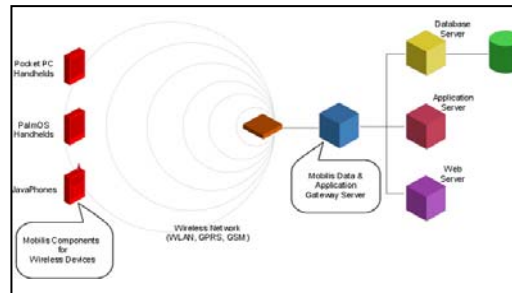 Database
Server
Pocket PC
Handhelds
PalmOS
Handhelds
Application
Server
JavaPhones
Mobilis Data &
Application
Gateway Server
Web
Server
Wireless Network
(WLAN, GPRS, GSM)
Mobilis Components
for
Wireless Devices